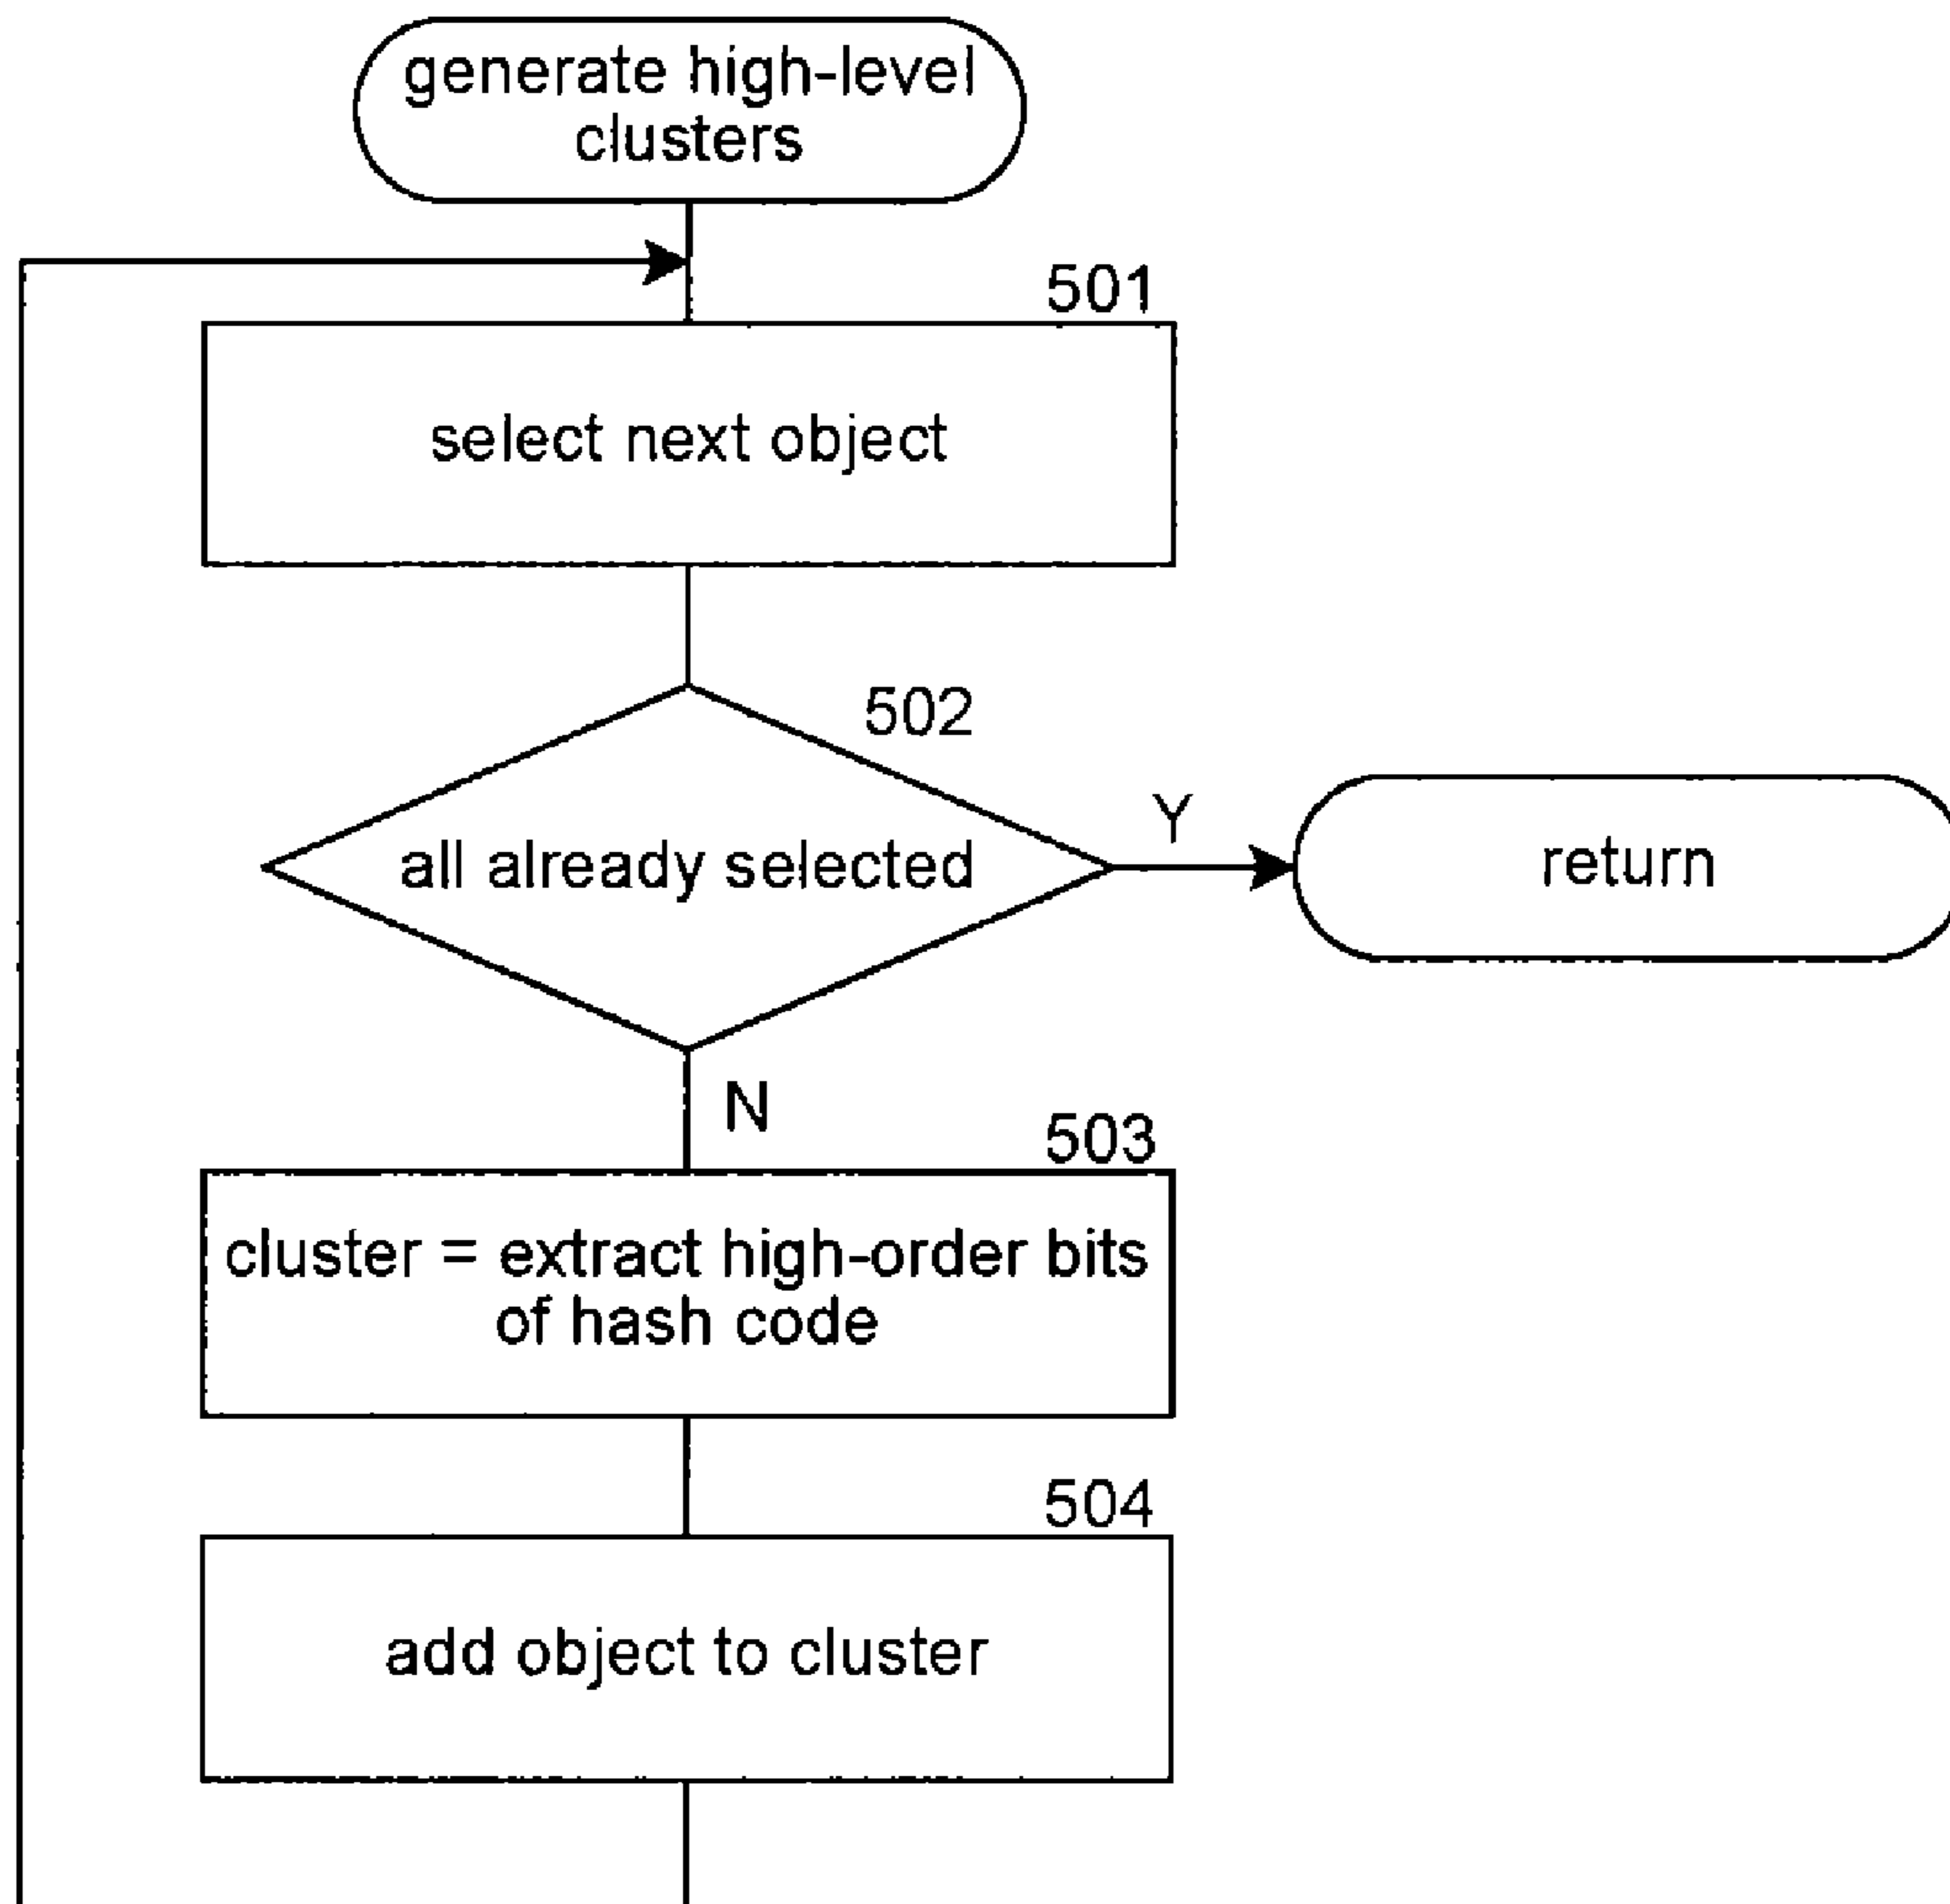 generate high-level
clusters
501
select next object
502
all already selected
Y
return
N
503
cluster = extract high-order bits
of hash code
504
add object to cluster